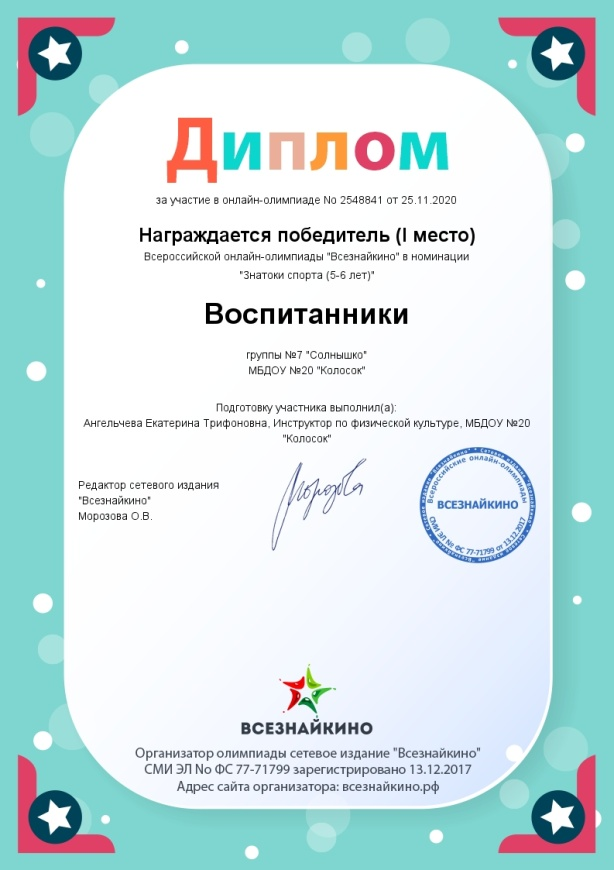 Диплом
за участие в онлайн-олимпиаде No 2548841 от 25.11.2020
Награждается победитель (I место)
Всероссийской онлайн-олимпиады "Всезнайкино" в номинации
"Знатоки спорта (5-6 лет)"
Воспитанники
группы №7 "Солнышко"
МБДОУ №20 "Колосок"
Подготовку участника выполнил(а):
Ангельчева Екатерина Трифоновна, Инструктор по физической культуре, МБДОУ №20
"Колосок"
Редактор сетевого издания
"Всезнайкино"
Морозова О.В.
Морозова
Всероссийские онлайн-олимпиады
ВСЕЗНАЙКИНО
СМИ ЭЛ № ФС 77-71799 от 13.12.2017
ВСЕЗНАЙКИНО
Организатор олимпиады сетевое издание "Всезнайкино"
СМИ ЭЛ No ФС 77-71799 зарегистрировано 13.12.2017
Адрес сайта организатора: всезнайкино.рф